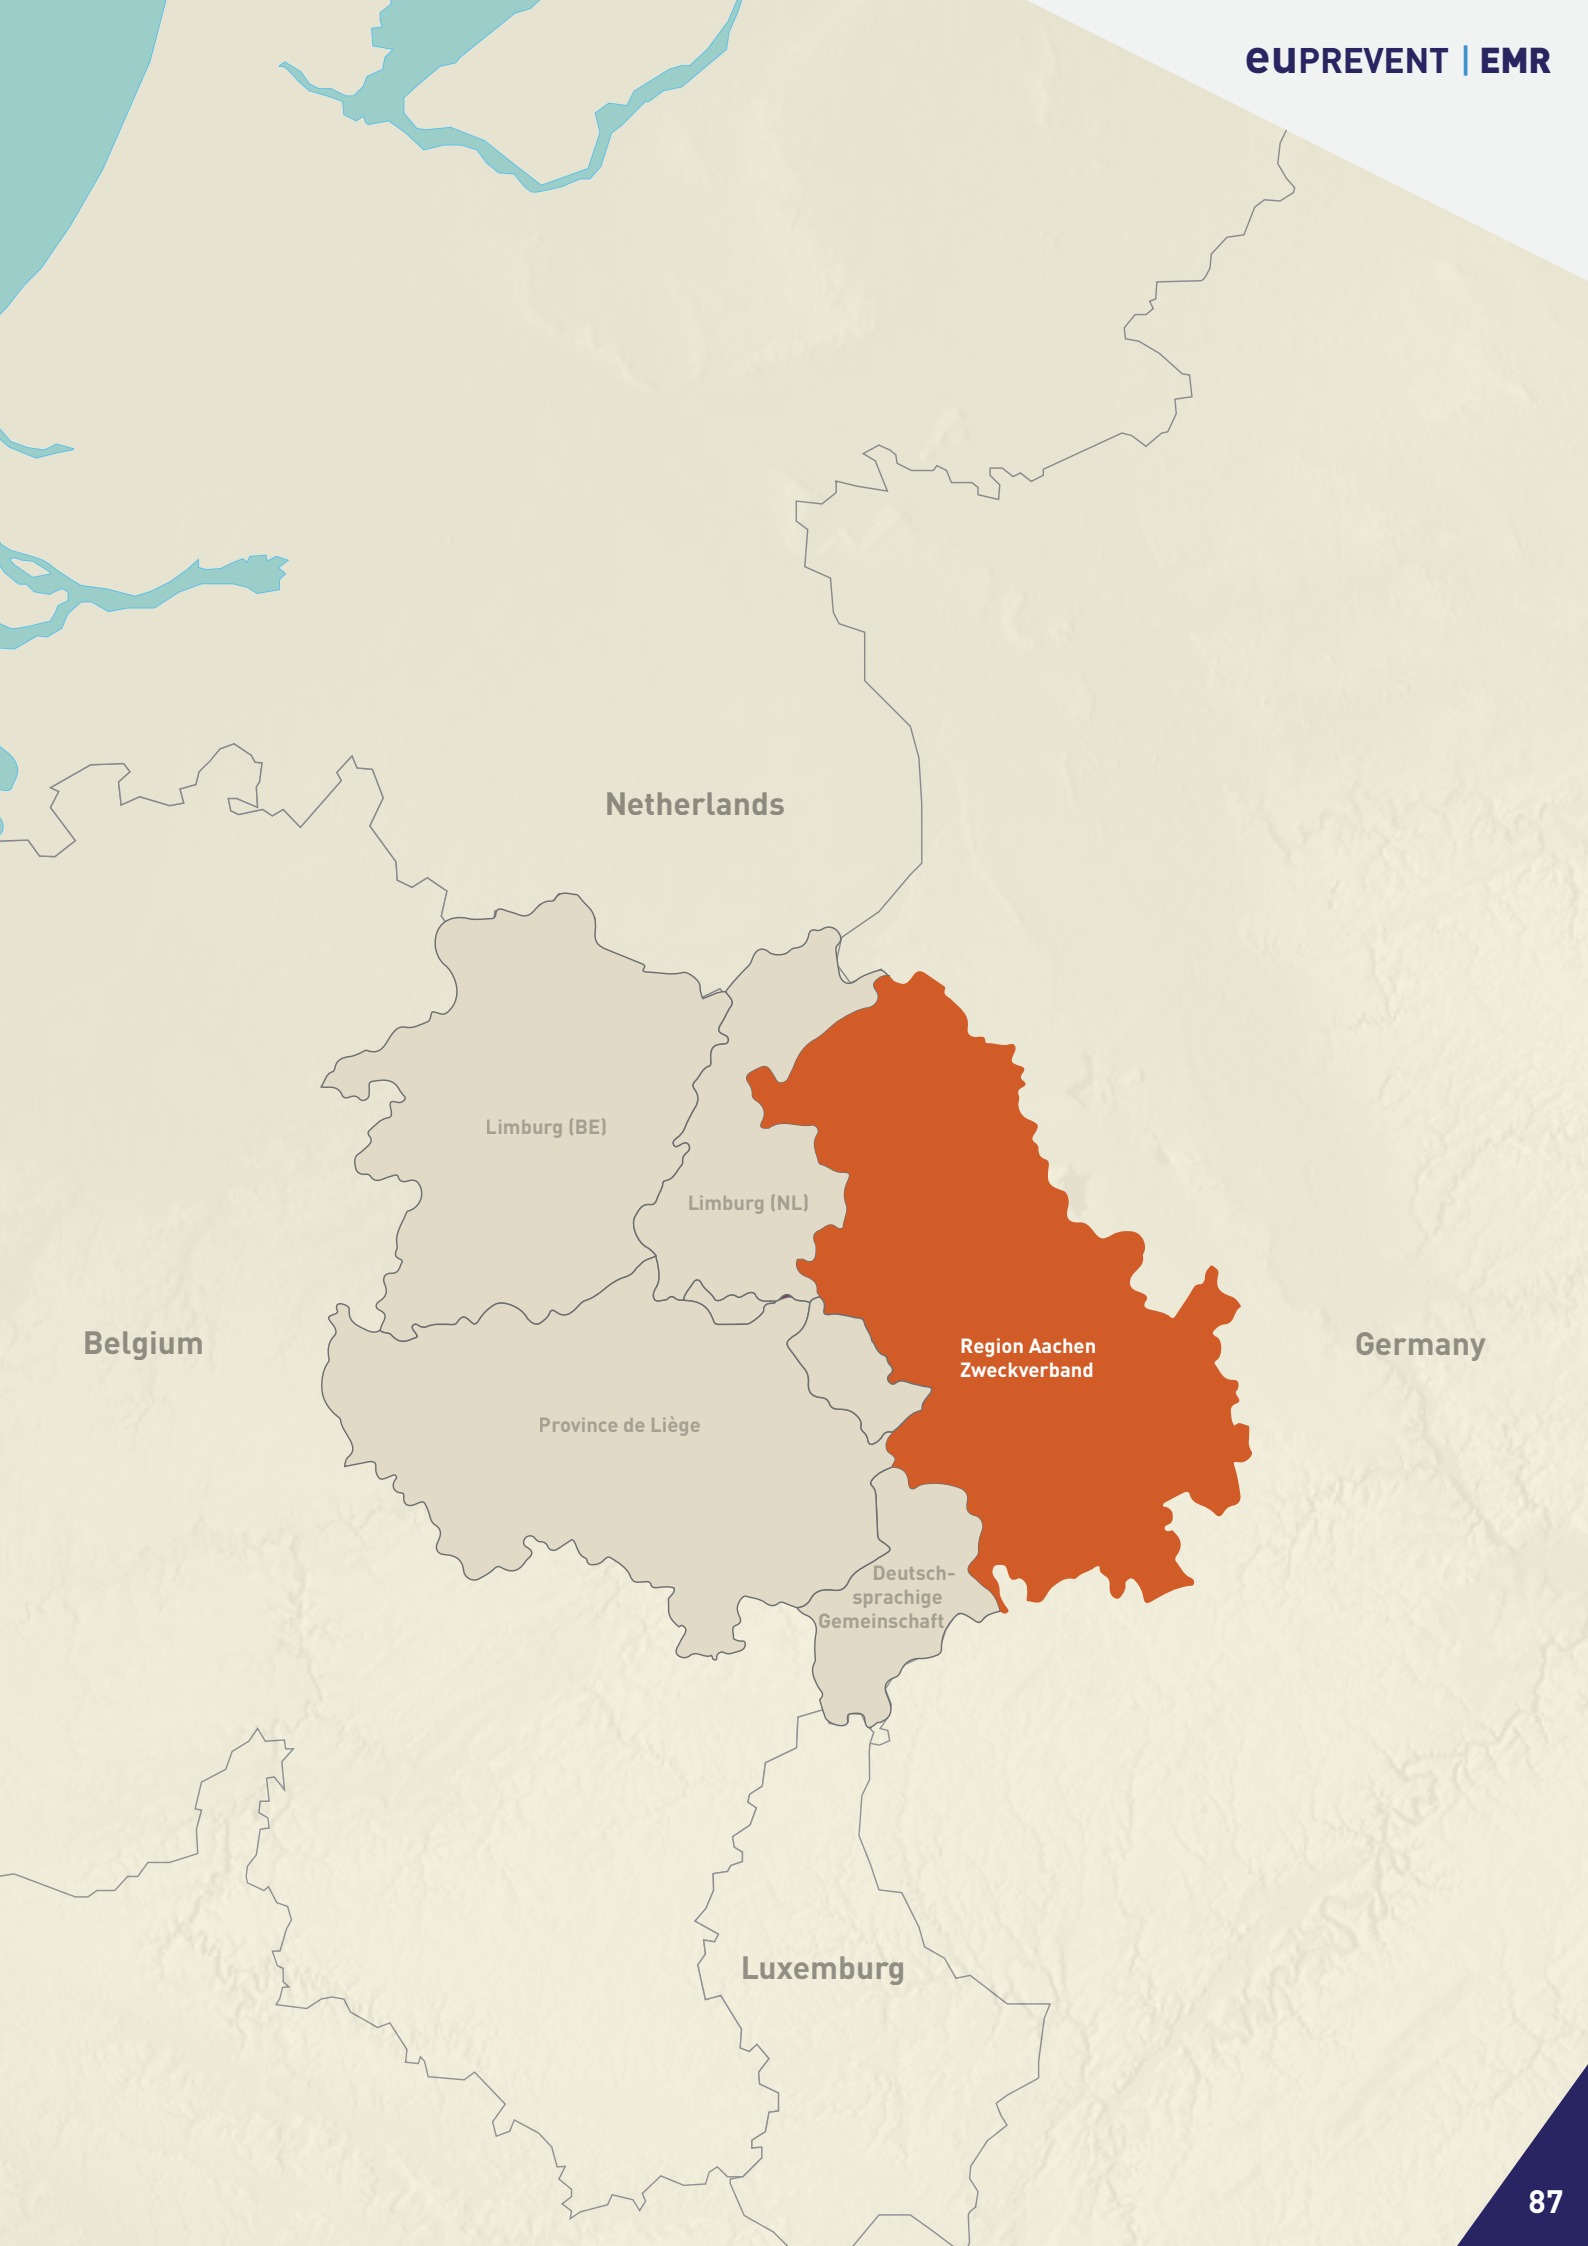 euPREVENT | EMR
Netherlands
Limburg (BE)
Limburg (NL)
Belgium
Region Aachen
Zweckverband
Germany
Province de Liège
Deutsch-
sprachige
Gemeinschaft
Luxemburg
87